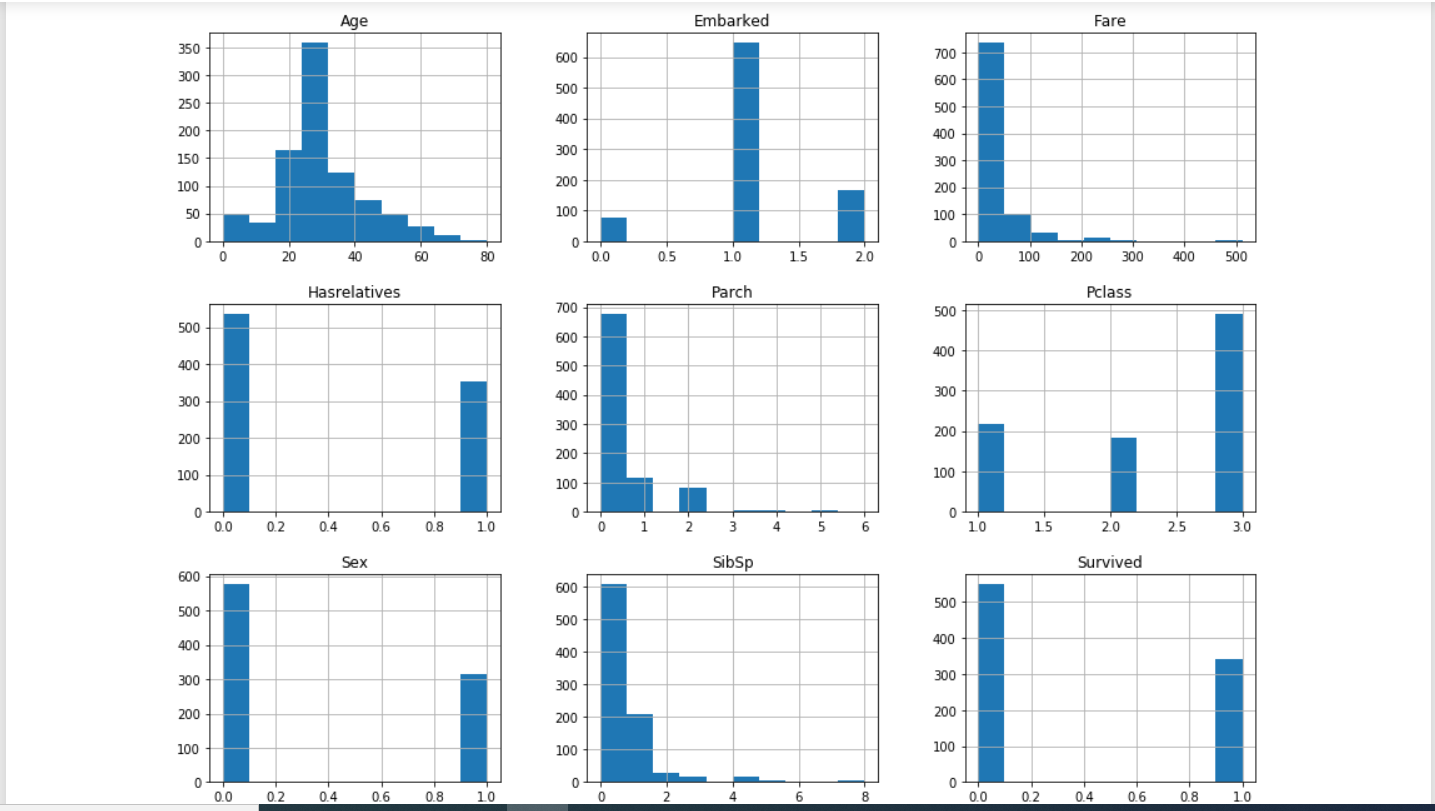 Age Embarked Fare
350 600 700
300 500 600
250 400 500
200 300 400
150 200 300
100 100 200
50 0 100
0 0
0 20 40 60 80 0.0 0.5 1.0 1.5 2.0 0 100 200 300 400 500
Hasrelatives Parch Pclass
500 700 500
400 600 400
300 500 300
200 400 200
100 300 100
0 200 0
100
0
0.0 0.2 0.4 0.6 0.8 1.0 0 1 2 3 4 5 6 1.0 1.5 2.0 2.5 3.0
Sex SibSp Survived
600 600 500
500 500 400
400 400 300
300 300 200
200 200 100
100 100 0
0 0
0.0 0.2 0.4 0.6 0.8 1.0 0 2 4 6 8 0.0 0.2 0.4 0.6 0.8 1.0